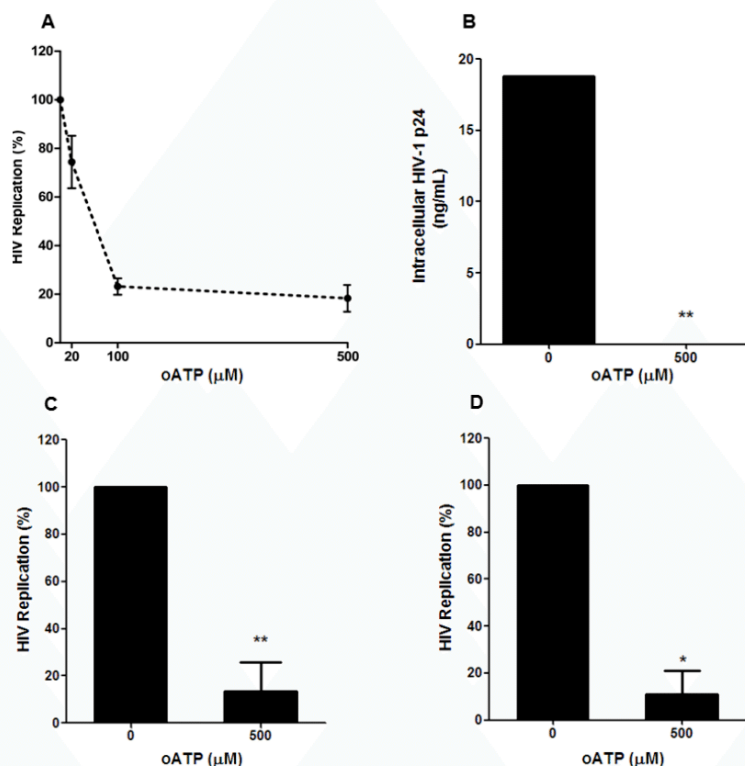 A
120
100
80
60
40
20
0
HIV Replication (%)
20
100
500
oATP (μM)
B
20
15
10
5
0
Intracellular HIV-1 p24
(ng/mL)
**
0
500
oATP (μM)
C
120
100
80
60
40
20
0
HIV Replication (%)
**
0
500
oATP (μM)
D
120
100
80
60
40
20
0
HIV Replication (%)
*
0
500
oATP (μM)